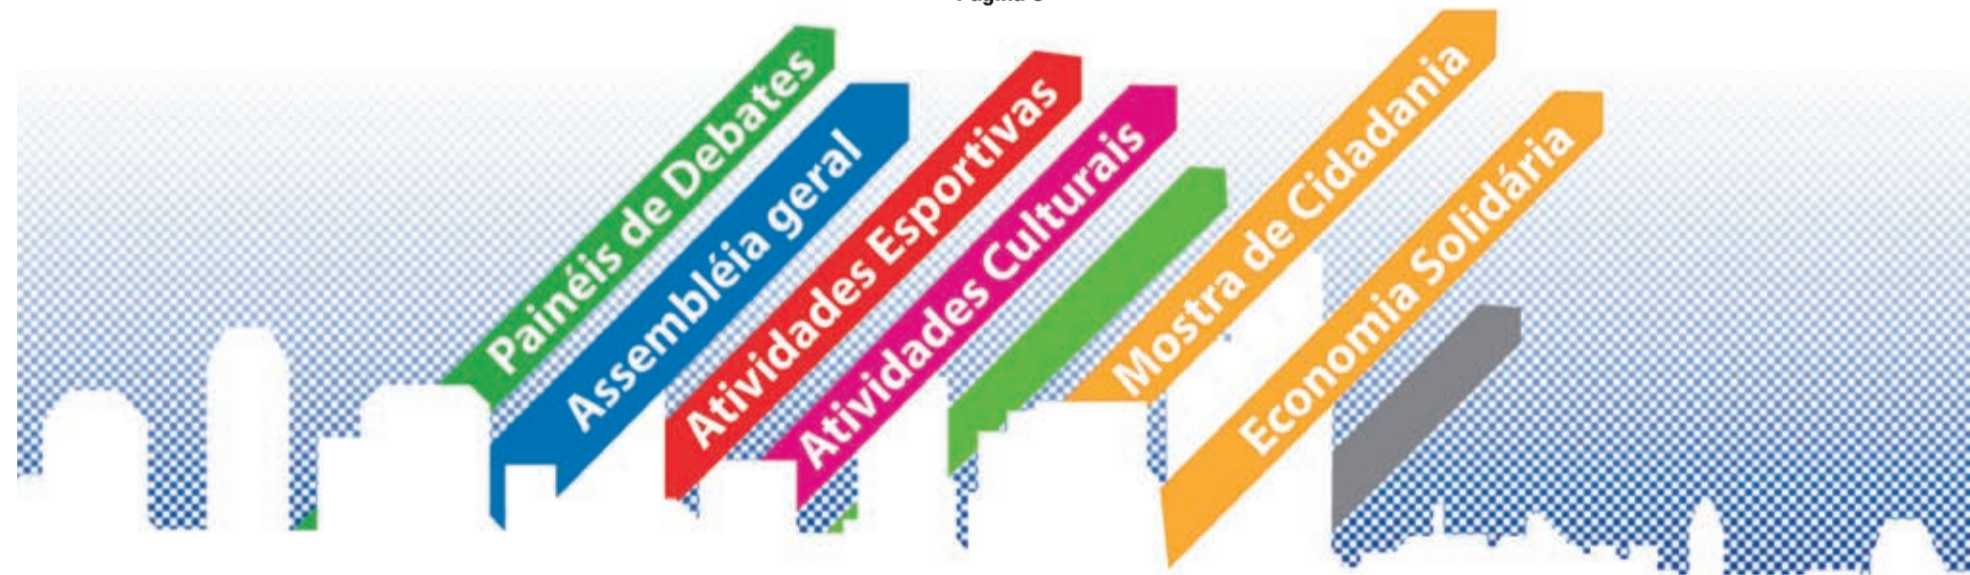 Painéis de Debates
Assembléia geral
Atividades Esportivas
Atividades Culturais
Mostra de Cidadania
Economia Solidária